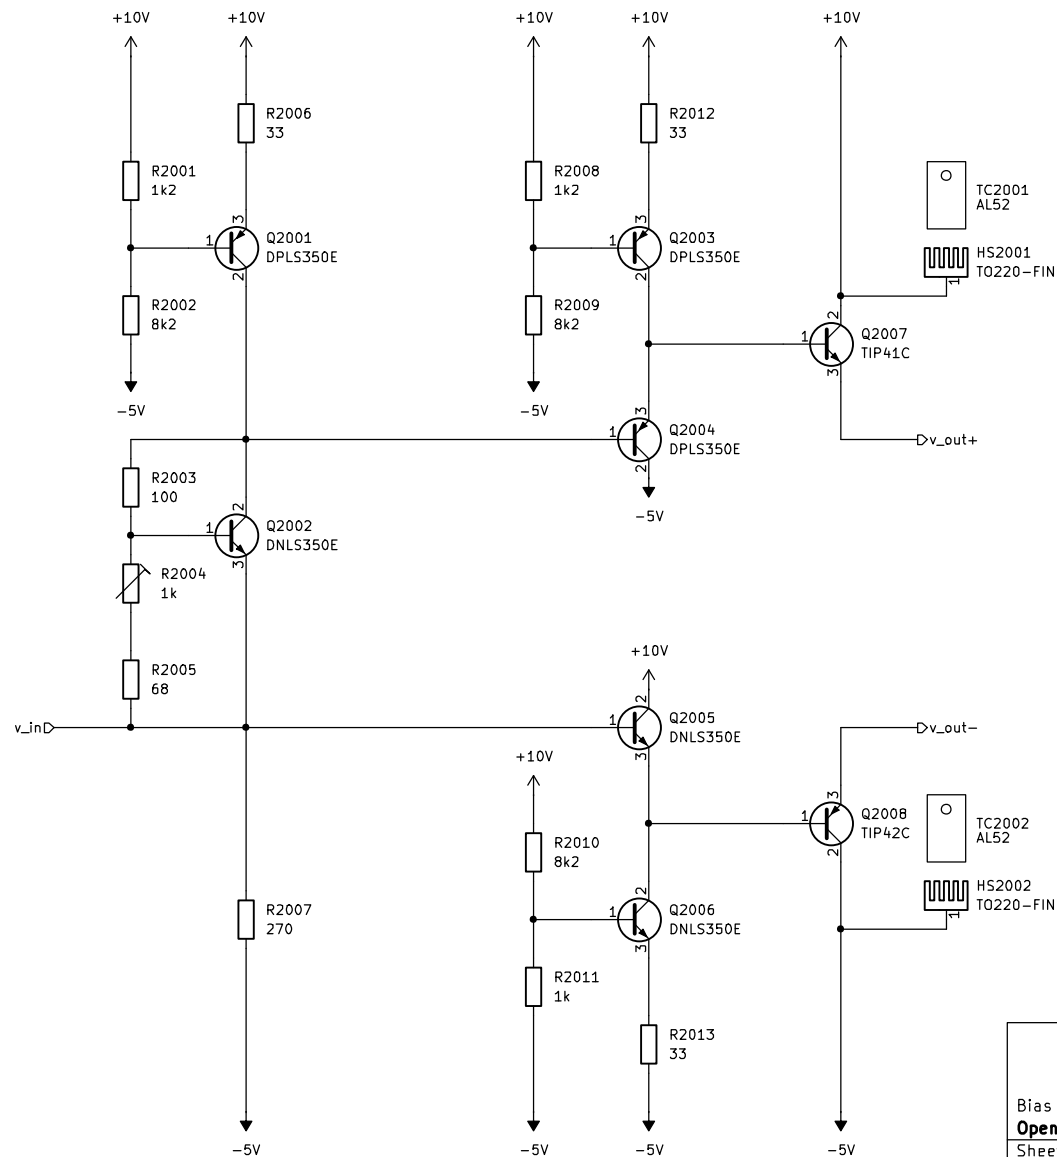 +10V
+10V
+10V
+10V
+10V
R2006
33
R2012
33
R2001
1k2
R2008
1k2
TC2001
AL52
3
1
Q2001
DPLS350E
2
3
1
Q2003
DPLS350E
2
HS2001
TO220-FIN
1
R2002
8k2
R2009
8k2
2
1
Q2007
TIP41C
3
-5V
-5V
3
1
Q2004
DPLS350E
2
v_out+
R2003
100
-5V
2
1
Q2002
DNLS350E
3
R2004
1k
R2005
68
+10V
v_in
2
1
Q2005
DNLS350E
3
v_out-
+10V
3
1
Q2008
TIP42C
2
TC2002
AL52
R2010
8k2
HS2002
TO220-FIN
1
R2007
270
2
1
Q2006
DNLS350E
3
R2011
1k
R2013
33
-5V
-5V
-5V
-5V
Bias
Open
Shee